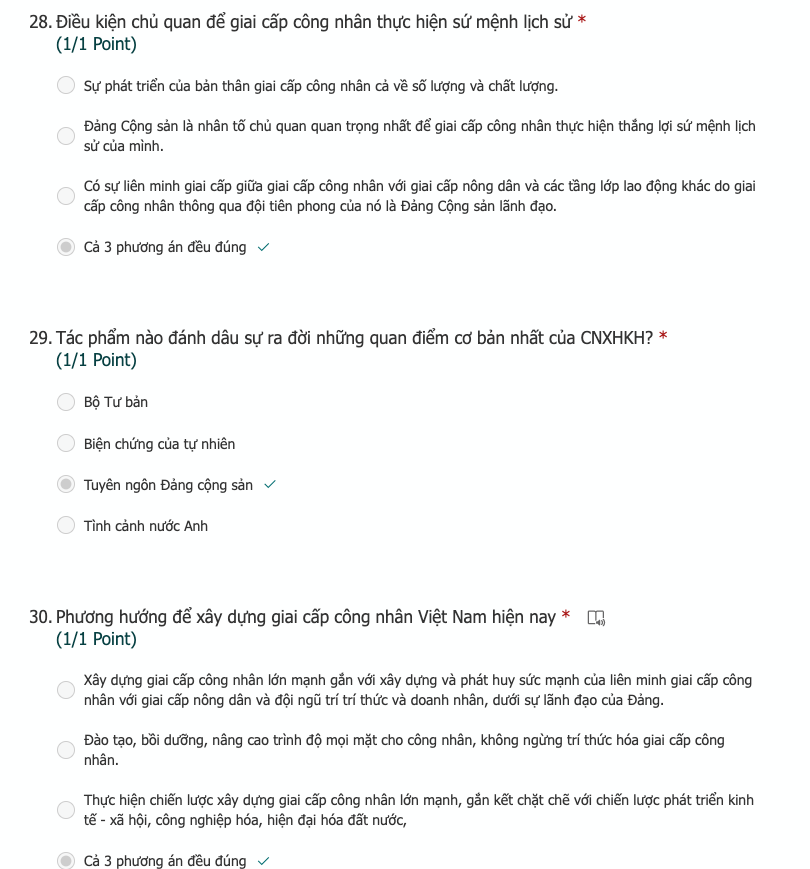 28. Điều kiện chủ quan để giai cấp công nhân thực hiện sứ mệnh lịch sử *
(1/1 Point)
Sự phát triển của bản thân giai cấp công nhân cả về số lượng và chất lượng.
Đảng Cộng sản là nhân tố chủ quan quan trọng nhất để giai cấp công nhân thực hiện thắng lợi sứ mệnh lịch
sử của mình.
Có sự liên minh giai cấp giữa giai cấp công nhân với giai cấp nông dân và các tầng lớp lao động khác do giai
cấp công nhân thông qua đội tiên phong của nó là Đảng Cộng sản lãnh đạo.
Cả 3 phương án đều đúng
29. Tác phẩm nào đánh dâu sự ra đời những quan điểm cơ bản nhất của CNXHKH? *
(1/1 Point)
Bộ Tư bản
Biện chứng của tự nhiên
Tuyên ngôn Đảng cộng sản
Tình cảnh nước Anh
30. Phương hướng để xây dựng giai cấp công nhân Việt Nam hiện nay *
(1/1 Point)
Xây dựng giai cấp công nhân lớn mạnh gắn với xây dựng và phát huy sức mạnh của liên minh giai cấp công
nhân với giai cấp nông dân và đội ngũ trí trí thức và doanh nhân, dưới sự lãnh đạo của Đảng.
Đào tạo, bồi dưỡng, nâng cao trình độ mọi mặt cho công nhân, không ngừng trí thức hóa giai cấp công
nhân.
Thực hiện chiến lược xây dựng giai cấp công nhân lớn mạnh, gắn kết chặt chẽ với chiến lược phát triển kinh
tế - xã hội, công nghiệp hóa, hiện đại hóa đất nước,
Cả 3 phương án đều đúng